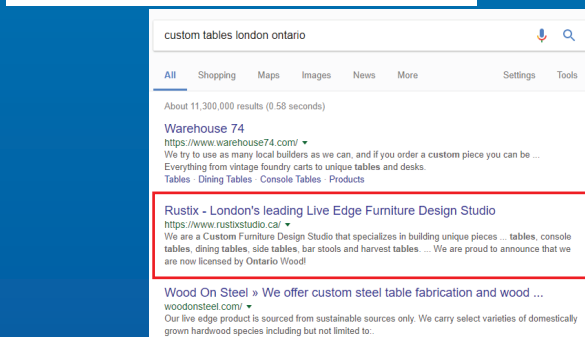 custom tables london ontario
All Shopping Maps Images News More Settings Tools
About 11,300,000 results (0.58 seconds)
Warehouse 74
https://www.warehouse74.com/
We try to use as many local builders as we can, and if you order a custom piece you can be ...
Everything from vintage foundry carts to unique tables and desks.
Tables · Dining Tables · Console Tables · Products
Rustix - London's leading Live Edge Furniture Design Studio
https://www.rustixstudio.ca/
We are a Custom Furniture Design Studio that specializes in building unique pieces ... tables, console
tables, dining tables, side tables, bar stools and harvest tables. ... We are proud to announce that we
are now licensed by Ontario Wood!
Wood On Steel » We offer custom steel table fabrication and wood ...
woodonsteel.com/
Our live edge product is sourced from sustainable sources only. We carry select varieties of domestically
grown hardwood species including but not limited to:.